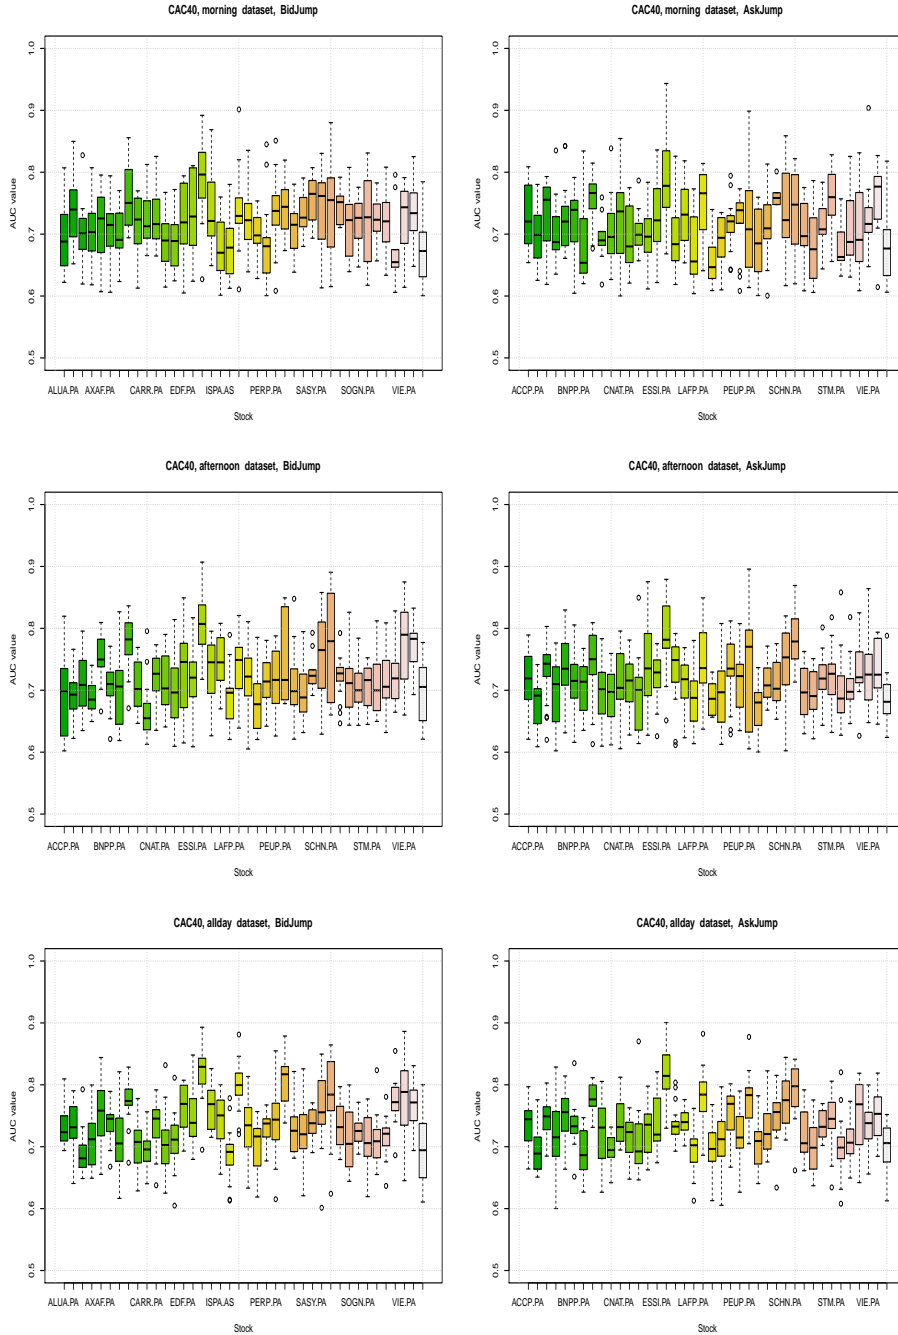 CAC40, morning dataset, BidJump
AUC value
1.0
0.9
0.8
0.7
0.6
0.5
ALUA.PA AXAF.PA CARR.PA EDF.PA ISPA.AS PERP.PA SASY.PA SOGN.PA VIE.PA
Stock
CAC40, morning dataset, AskJump
AUC value
1.0
0.9
0.8
0.7
0.6
0.5
ACCP.PA BNPP.PA CNAT.PA ESSI.PA LAFP.PA PEUP.PA SCHN.PA STM.PA VIE.PA
Stock
CAC40, afternoon dataset, BidJump
AUC value
1.0
0.9
0.8
0.7
0.6
0.5
ACCP.PA BNPP.PA CNAT.PA ESSI.PA LAFP.PA PEUP.PA SCHN.PA STM.PA VIE.PA
Stock
CAC40, afternoon dataset, AskJump
AUC value
1.0
0.9
0.8
0.7
0.6
0.5
ACCP.PA BNPP.PA CNAT.PA ESSI.PA LAFP.PA PEUP.PA SCHN.PA STM.PA VIE.PA
Stock
CAC40, allday dataset, BidJump
AUC value
1.0
0.9
0.8
0.7
0.6
0.5
ALUA.PA AXAF.PA CARR.PA EDF.PA ISPA.AS PERP.PA SASY.PA SOGN.PA VIE.PA
Stock
CAC40, allday dataset, AskJump
AUC value
1.0
0.9
0.8
0.7
0.6
0.5
ACCP.PA BNPP.PA CNAT.PA ESSI.PA LAFP.PA PEUP.PA SCHN.PA STM.PA VIE.PA
Stock